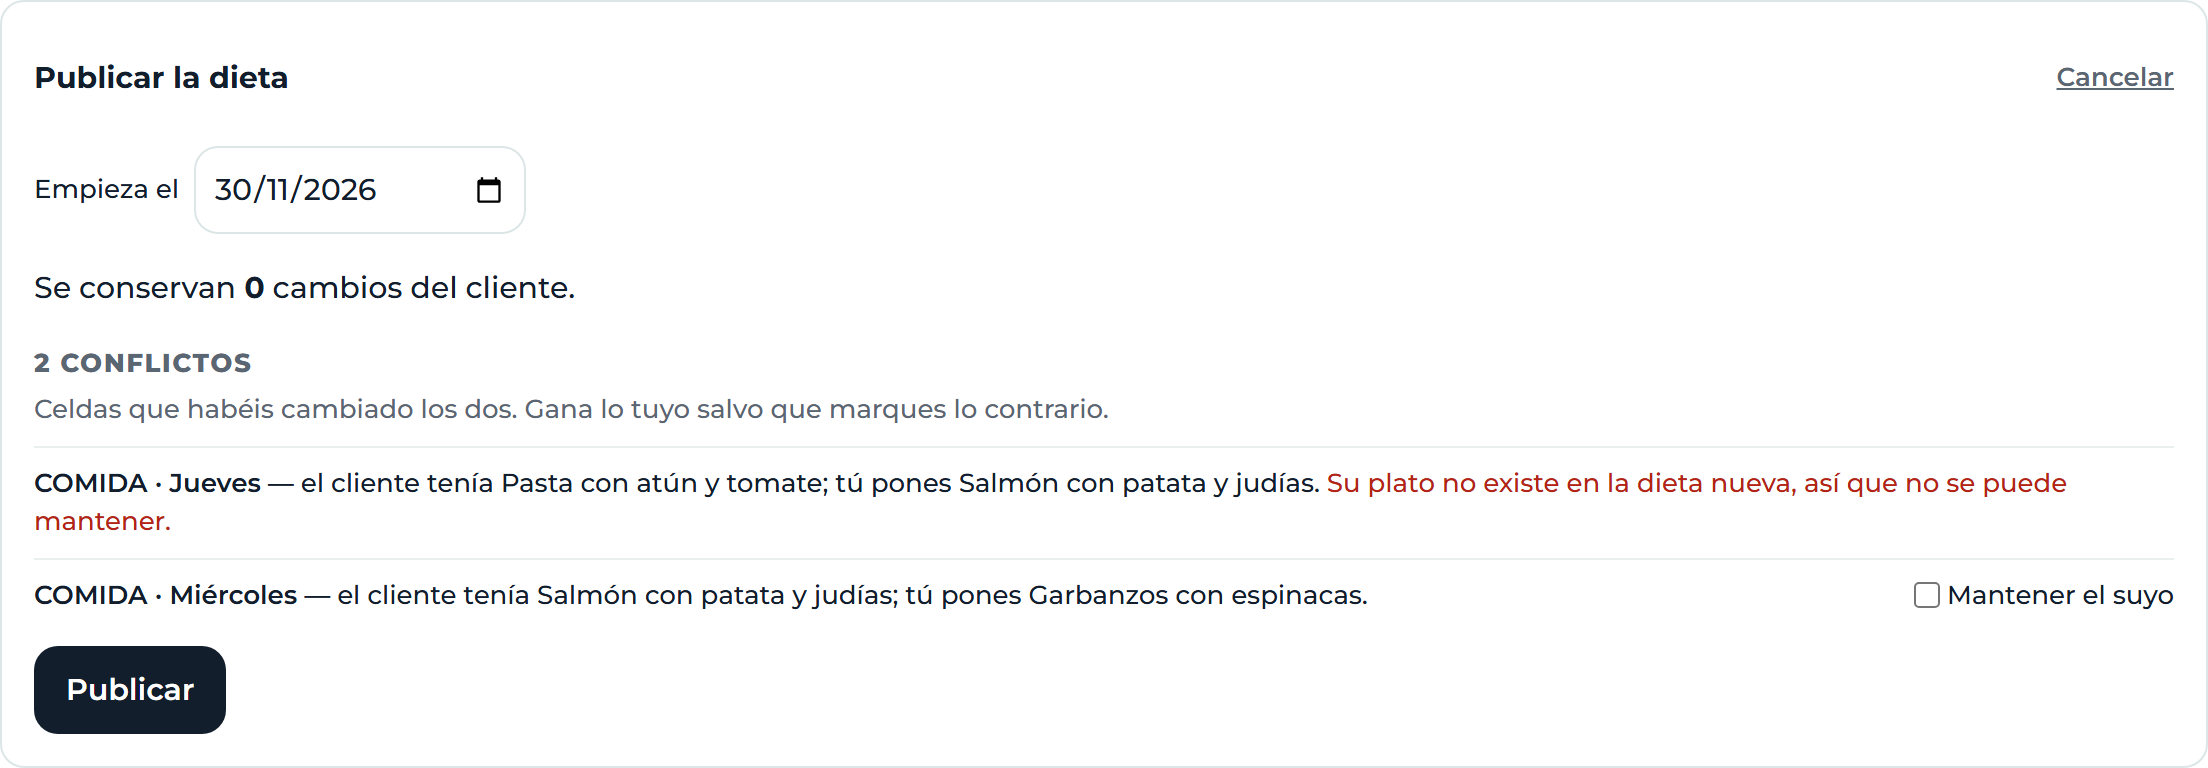 Publicar la dieta
Cancelar
Empieza el 30/11/2026
Se conservan 0 cambios del cliente.
2 CONFLICTOS
Celdas que habéis cambiado los dos. Gana lo tuyo salvo que marques lo contrario.
COMIDA · Jueves — el cliente tenía Pasta con atún y tomate; tú pones Salmón con patata y judías. Su plato no existe en la dieta nueva, así que no se puede
mantener.
COMIDA · Miércoles — el cliente tenía Salmón con patata y judías; tú pones Garbanzos con espinacas.
Mantener el suyo
Publicar